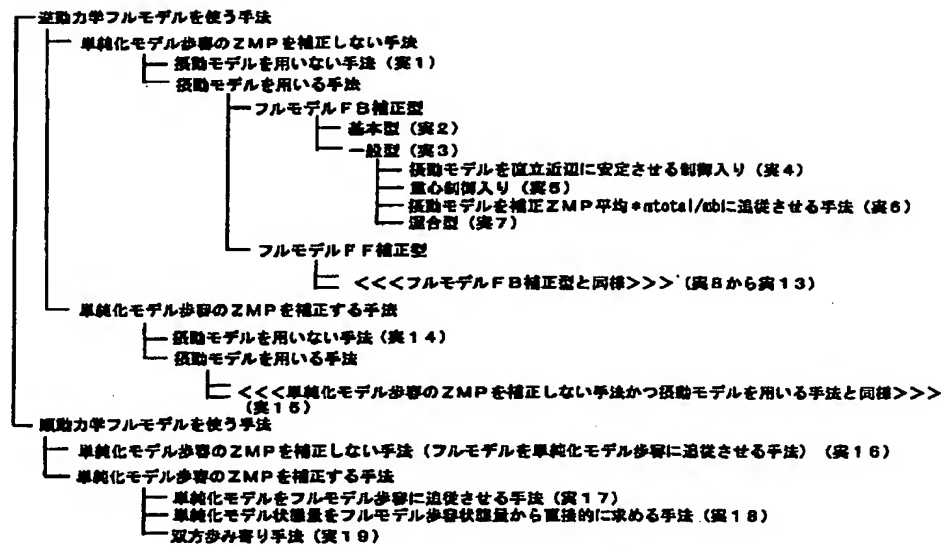 逆動力学フルモデルを使う手法
単純化モデル歩容のZMPを補正しない手法
摂動モデルを用いない手法（実1）
摂動モデルを用いる手法
フルモデルFB補正型
基本型（実2）
一般型（実3）
摂動モデルを直立近辺に安定させる制御入り（実4）
重心制御入り（実5）
摂動モデルを補正ZMP平均*mtotal/mbに追従させる手法（実6）
混合型（実7）
フルモデルFF補正型
<<<フルモデルFB補正型と同様>>>（実8から実13）
単純化モデル歩容のZMPを補正する手法
摂動モデルを用いない手法（実14）
摂動モデルを用いる手法
<<<単純化モデル歩容のZMPを補正しない手法かつ摂動モデルを用いる手法と同様>>>
（実15）
順動力学フルモデルを使う手法
単純化モデル歩容のZMPを補正しない手法（フルモデルを単純化モデル歩容に追従させる手法）（実16）
単純化モデル歩容のZMPを補正する手法
単純化モデルをフルモデル歩容に追従させる手法（実17）
単純化モデル状態量をフルモデル歩容状態量から直接的に求める手法（実18）
双方歩み寄り手法（実19）